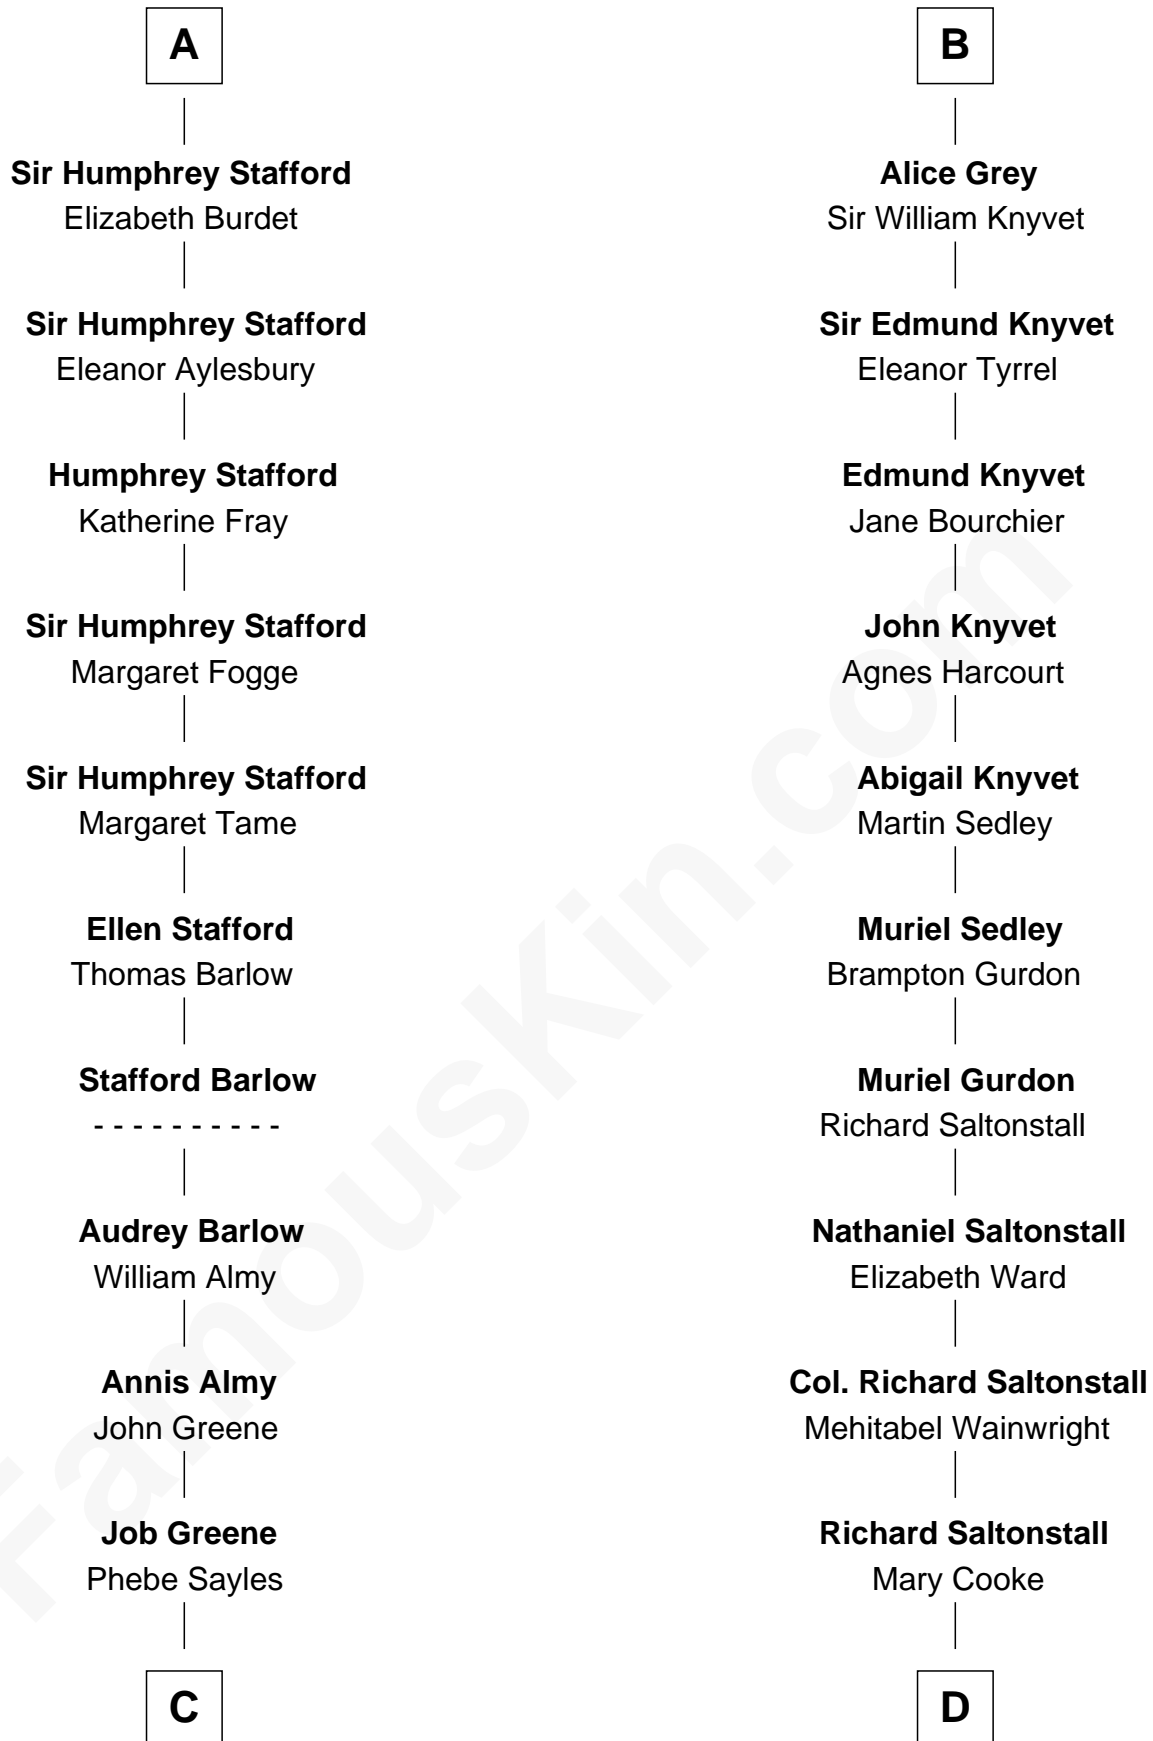 A
Sir Humphrey Stafford
Elizabeth Burdet
Sir Humphrey Stafford
Eleanor Aylesbury
Humphrey Stafford
Katherine Fray
Sir Humphrey Stafford
Margaret Fogge
Sir Humphrey Stafford
Margaret Tame
Ellen Stafford
Thomas Barlow
Stafford Barlow
- - - - - - - - - -
Audrey Barlow
William Almy
Annis Almy
John Greene
Job Greene
Phebe Sayles
C
B
Alice Grey
Sir William Knyvet
Sir Edmund Knyvet
Eleanor Tyrrel
Edmund Knyvet
Jane Bourchier
John Knyvet
Agnes Harcourt
Abigail Knyvet
Martin Sedley
Muriel Sedley
Brampton Gurdon
Muriel Gurdon
Richard Saltonstall
Nathaniel Saltonstall
Elizabeth Ward
Col. Richard Saltonstall
Mehitabel Wainwright
Richard Saltonstall
Mary Cooke
D
FamousKin.com